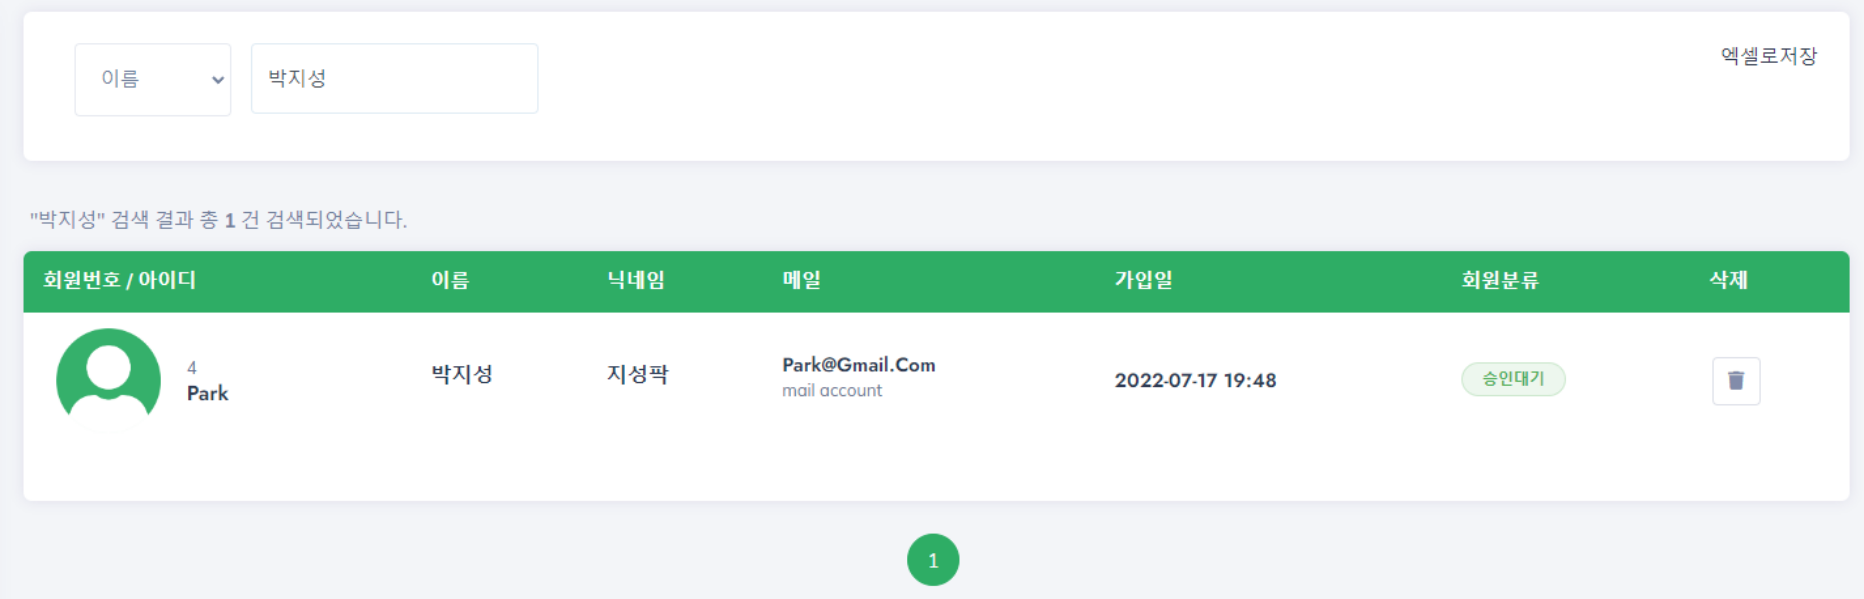 이름 박지성 엑셀로저장
"박지성" 검색 결과 총 1 건 검색되었습니다.
회원번호 / 아이디 이름 닉네임 메일 가입일 회원분류 삭제
4
Park 박지성 지성팍 Park@Gmail.Com 2022-07-17 19:48 승인대기
mail account
1